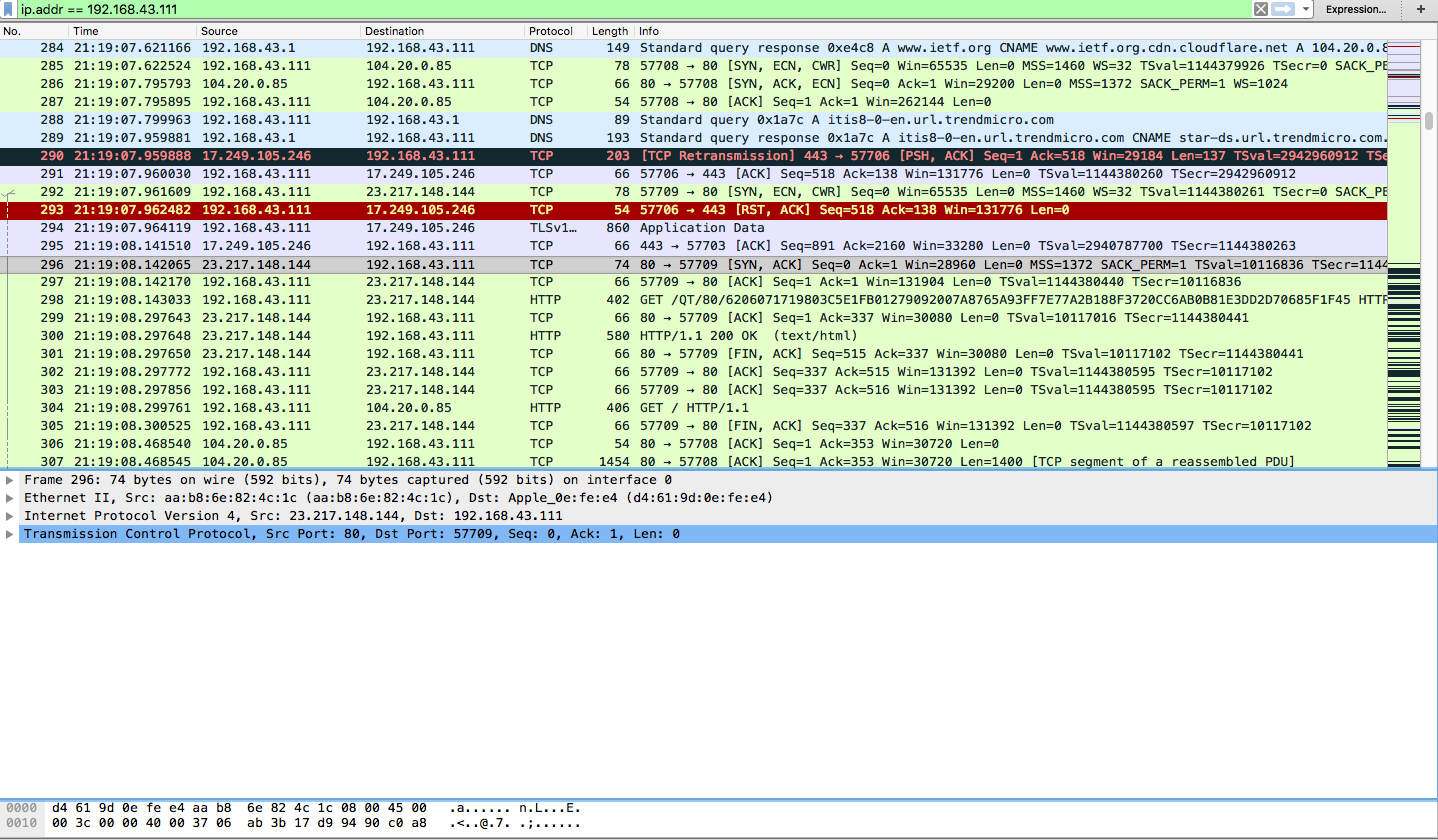 ip.addr == 192.168.43.111 Expression... +
No. Time Source Destination Protocol Length Info
284 21:19:07.621166 192.168.43.1 192.168.43.111 DNS 149 Standard query response 0xe4c8 A www.ietf.org CNAME www.ietf.org.cdn.cloudflare.net A 104.20.0.8
285 21:19:07.622524 192.168.43.111 104.20.0.85 TCP 78 57708 → 80 [SYN, ECN, CWR] Seq=0 Win=65535 Len=0 MSS=1460 WS=32 TSval=1144379926 TSecr=0 SACK_PE
286 21:19:07.795793 104.20.0.85 192.168.43.111 TCP 66 80 → 57708 [SYN, ACK, ECN] Seq=0 Ack=1 Win=29200 Len=0 MSS=1372 SACK_PERM=1 WS=1024
287 21:19:07.795895 192.168.43.111 104.20.0.85 TCP 54 57708 → 80 [ACK] Seq=1 Ack=1 Win=262144 Len=0
288 21:19:07.799963 192.168.43.111 192.168.43.1 DNS 89 Standard query 0x1a7c A itis8-0-en.url.trendmicro.com
289 21:19:07.959881 192.168.43.1 192.168.43.111 DNS 193 Standard query response 0x1a7c A itis8-0-en.url.trendmicro.com CNAME star-ds.url.trendmicro.com.
290 21:19:07.959888 17.249.105.246 192.168.43.111 TCP 203 [TCP Retransmission] 443 → 57706 [PSH, ACK] Seq=1 Ack=518 Win=29184 Len=137 TSval=2942960912 TSe
291 21:19:07.960030 192.168.43.111 17.249.105.246 TCP 66 57706 → 443 [ACK] Seq=518 Ack=138 Win=131776 Len=0 TSval=1144380260 TSecr=2942960912
292 21:19:07.961609 192.168.43.111 23.217.148.144 TCP 78 57709 → 80 [SYN, ECN, CWR] Seq=0 Win=65535 Len=0 MSS=1460 WS=32 TSval=1144380261 TSecr=0 SACK_PE
293 21:19:07.962482 192.168.43.111 17.249.105.246 TCP 54 57706 → 443 [RST, ACK] Seq=518 Ack=138 Win=131776 Len=0
294 21:19:07.964119 192.168.43.111 17.249.105.246 TLSv1… 860 Application Data
295 21:19:08.141510 17.249.105.246 192.168.43.111 TCP 66 443 → 57703 [ACK] Seq=891 Ack=2160 Win=33280 Len=0 TSval=2940787700 TSecr=1144380263
296 21:19:08.142065 23.217.148.144 192.168.43.111 TCP 74 80 → 57709 [SYN, ACK] Seq=0 Ack=1 Win=28960 Len=0 MSS=1372 SACK_PERM=1 TSval=10116836 TSecr=1144
297 21:19:08.142170 192.168.43.111 23.217.148.144 TCP 66 57709 → 80 [ACK] Seq=1 Ack=1 Win=131904 Len=0 TSval=1144380440 TSecr=10116836
298 21:19:08.143033 192.168.43.111 23.217.148.144 HTTP 402 GET /QT/80/6206071719803C5E1FB01279092007A8765A93FF7E77A2B188F3720CC6AB0B81E3DD2D70685F1F45 HTTP
299 21:19:08.297643 23.217.148.144 192.168.43.111 TCP 66 80 → 57709 [ACK] Seq=1 Ack=337 Win=30080 Len=0 TSval=10117016 TSecr=1144380441
300 21:19:08.297648 23.217.148.144 192.168.43.111 HTTP 580 HTTP/1.1 200 OK (text/html)
301 21:19:08.297650 23.217.148.144 192.168.43.111 TCP 66 80 → 57709 [FIN, ACK] Seq=515 Ack=337 Win=30080 Len=0 TSval=10117102 TSecr=1144380441
302 21:19:08.297772 192.168.43.111 23.217.148.144 TCP 66 57709 → 80 [ACK] Seq=337 Ack=515 Win=131392 Len=0 TSval=1144380595 TSecr=10117102
303 21:19:08.297856 192.168.43.111 23.217.148.144 TCP 66 57709 → 80 [ACK] Seq=337 Ack=516 Win=131392 Len=0 TSval=1144380595 TSecr=10117102
304 21:19:08.299761 192.168.43.111 104.20.0.85 HTTP 406 GET / HTTP/1.1
305 21:19:08.300525 192.168.43.111 23.217.148.144 TCP 66 57709 → 80 [FIN, ACK] Seq=337 Ack=516 Win=131392 Len=0 TSval=1144380597 TSecr=10117102
306 21:19:08.468540 104.20.0.85 192.168.43.111 TCP 54 80 → 57708 [ACK] Seq=1 Ack=353 Win=30720 Len=0
307 21:19:08.468545 104.20.0.85 192.168.43.111 TCP 1454 80 → 57708 [ACK] Seq=1 Ack=353 Win=30720 Len=1400 [TCP segment of a reassembled PDU]
Frame 296: 74 bytes on wire (592 bits), 74 bytes captured (592 bits) on interface 0
Ethernet II, Src: aa:b8:6e:82:4c:1c (aa:b8:6e:82:4c:1c), Dst: Apple_0e:fe:e4 (d4:61:9d:0e:fe:e4)
Internet Protocol Version 4, Src: 23.217.148.144, Dst: 192.168.43.111
Transmission Control Protocol, Src Port: 80, Dst Port: 57709, Seq: 0, Ack: 1, Len: 0
0000 d4 61 9d 0e fe e4 aa b8 6e 82 4c 1c 08 00 45 00 .a...... n.L...E.
0010 00 3c 00 00 40 00 37 06 ab 3b 17 d9 94 90 c0 a8 .<..@.7. .;......